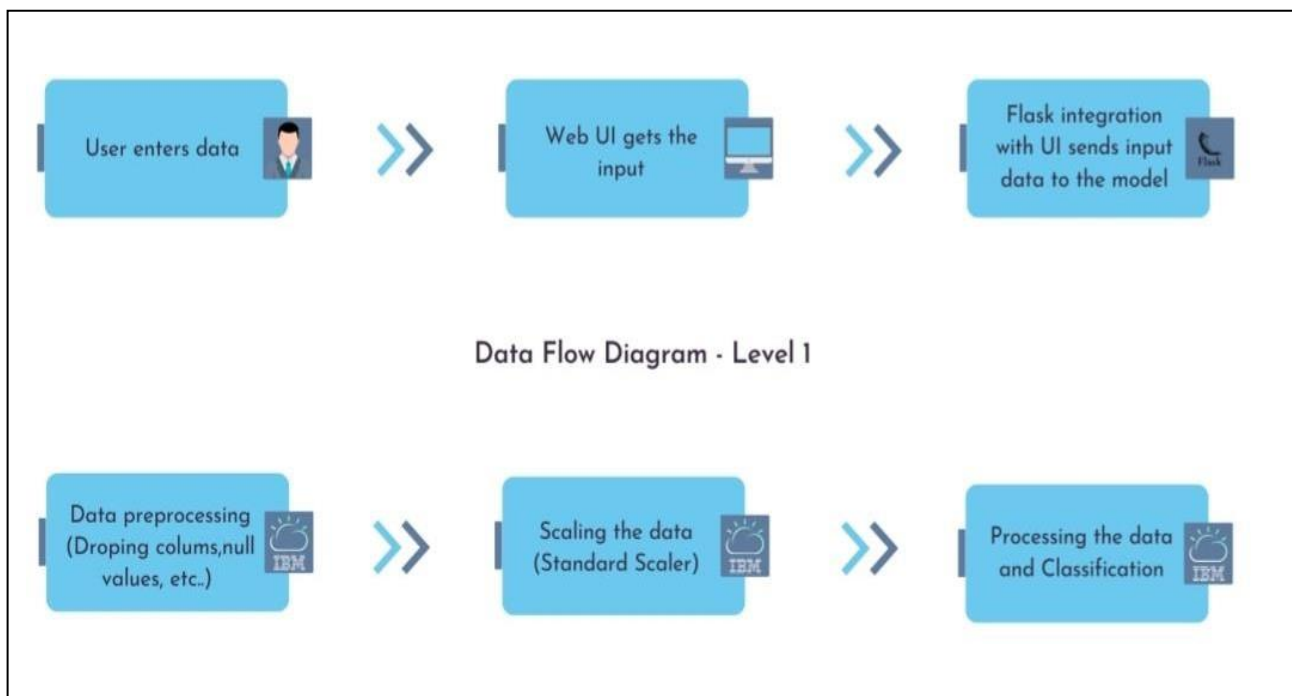 User enters data
Web UI gets the
input
Flask integration
with UI sends input
data to the model
Flask
Data Flow Diagram - Level 1
Data preprocessing
(Droping colums,null
values, etc..)
IBM
Scaling the data
(Standard Scaler)
IBM
Processing the data
and Classification
IBM